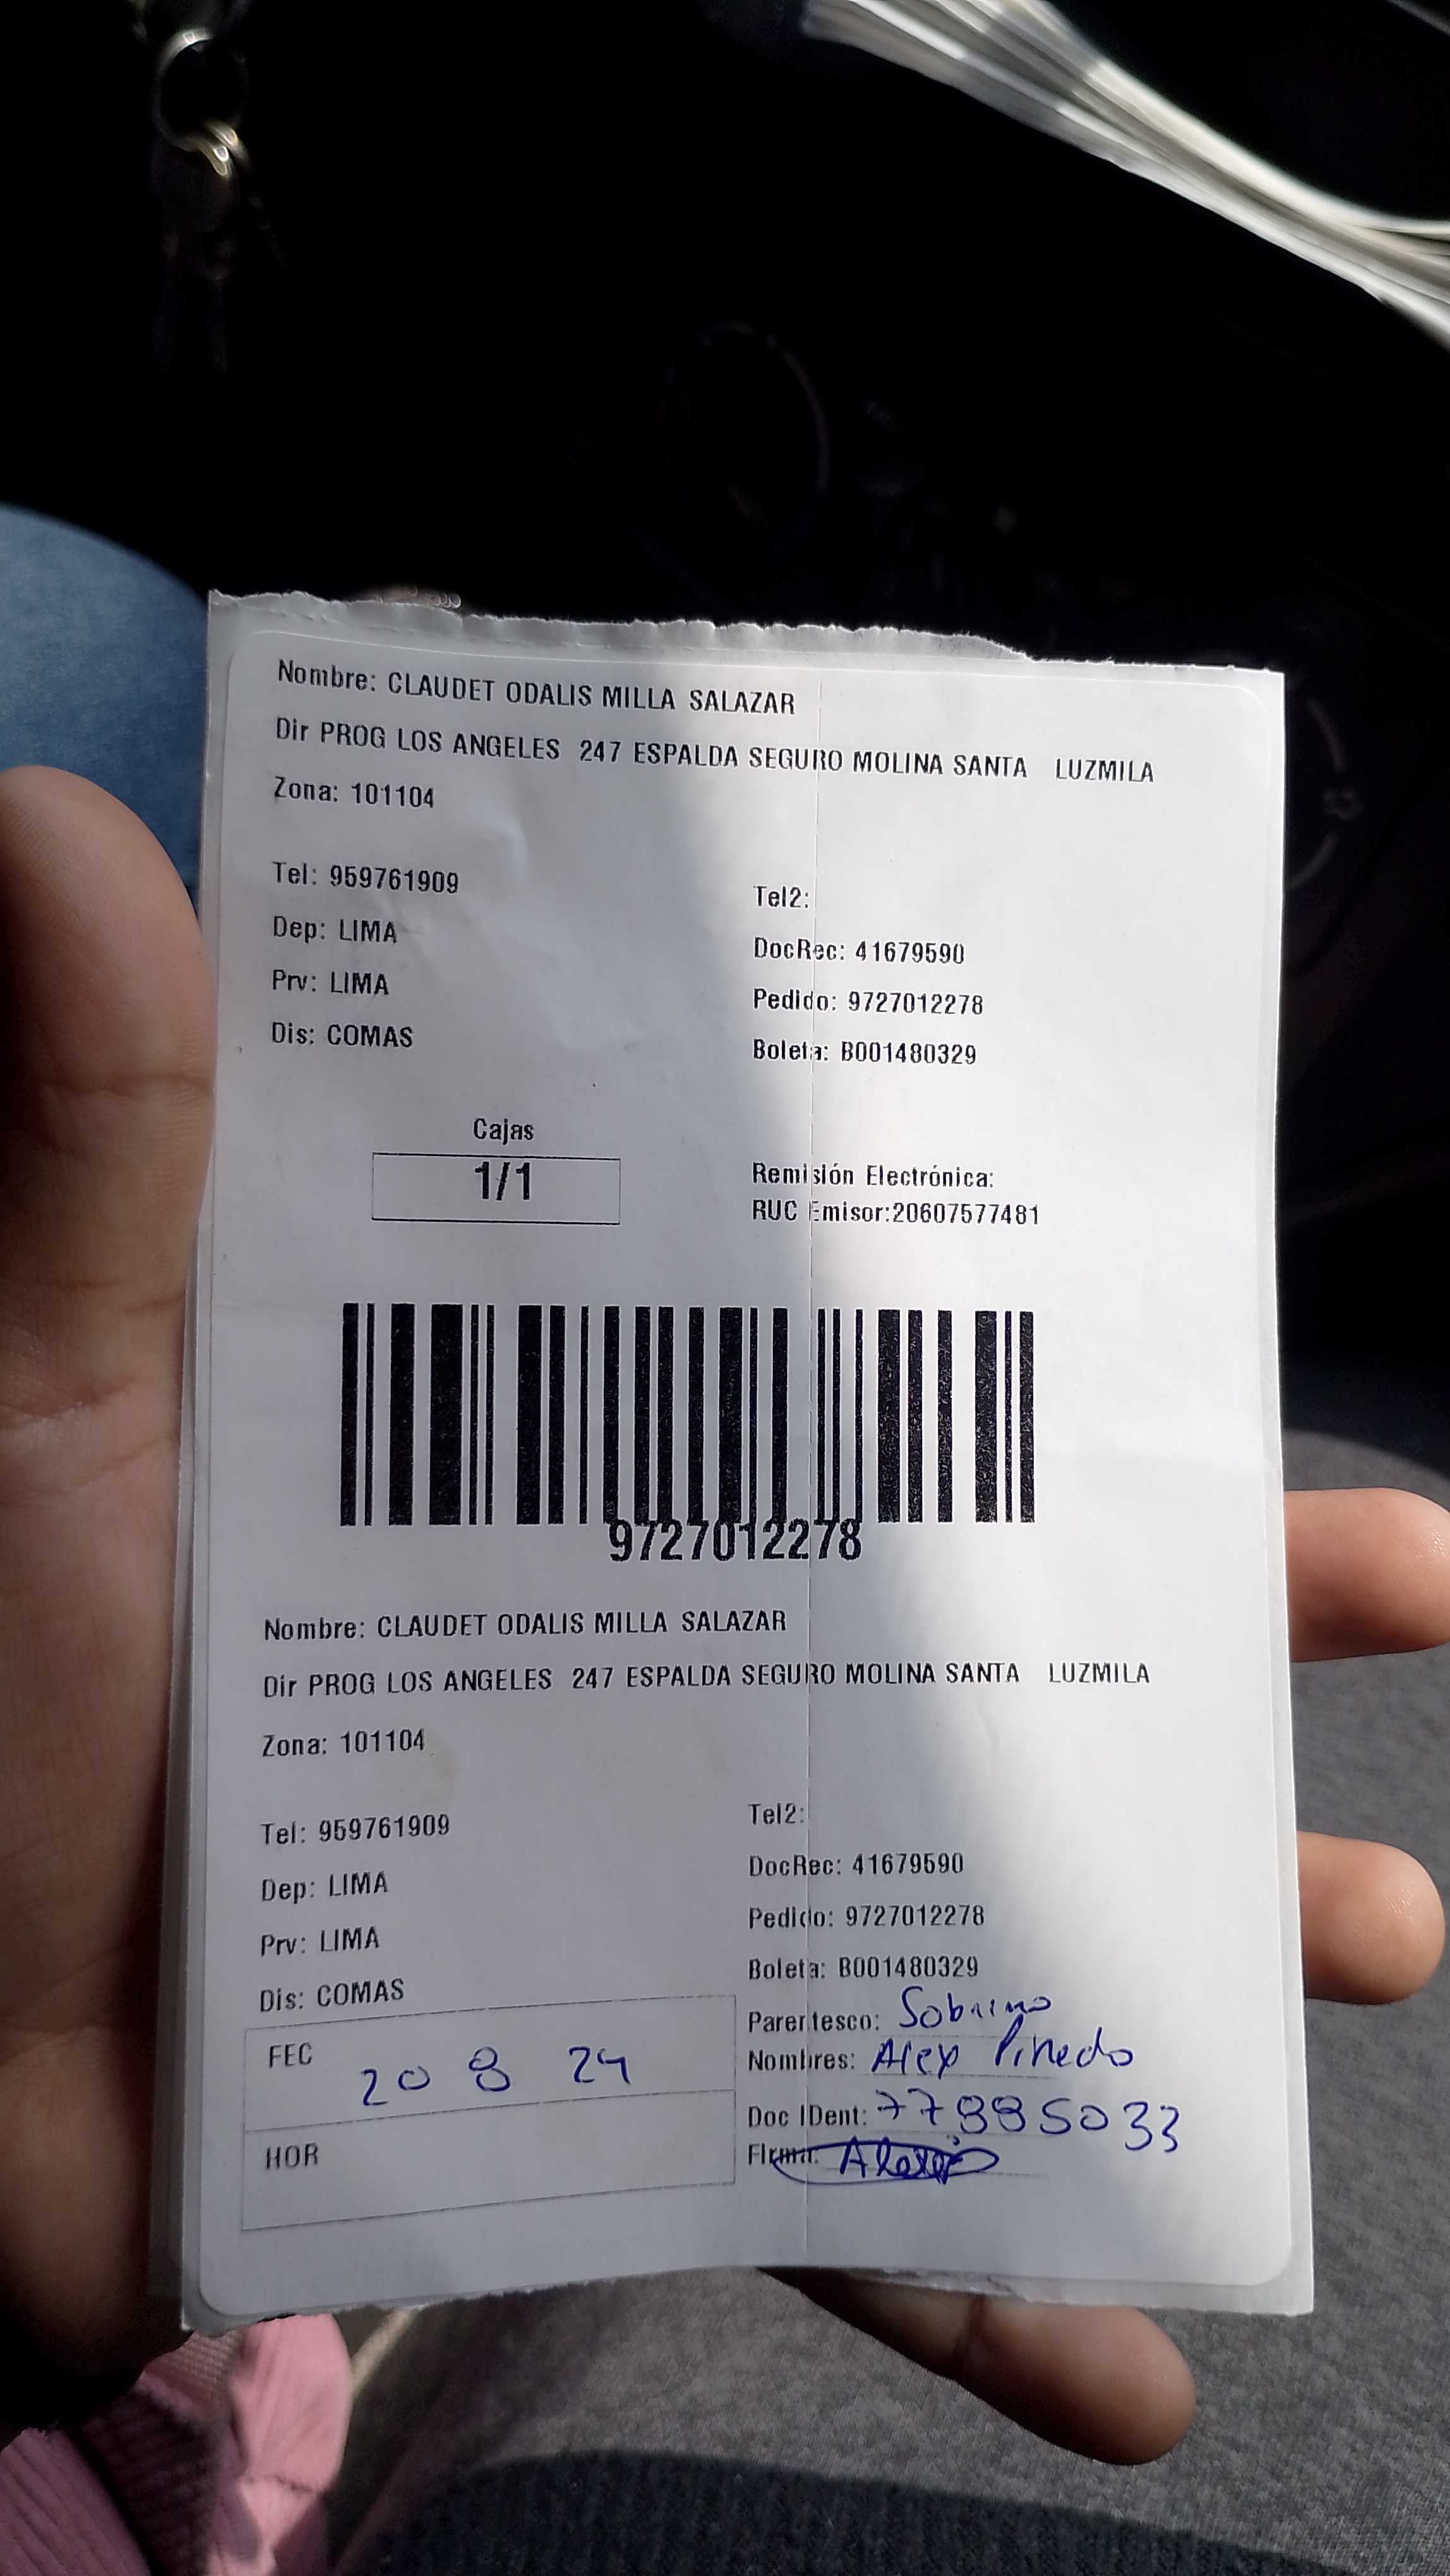 Nombre: CLAUDET ODALIS MILLA SALAZAR
Dir PROG LOS ANGELES 247 ESPALDA SEGURO MOLINA SANTA LUZMILA
Zona: 101104
Tel: 959761909
Tel2:
Dep: LIMA
DocRec: 41679590
Prv: LIMA
Pedido: 9727012278
Dis: COMAS
Boleta: B001480329
Cajas
1/1
Remisión Electrónica:
RUC Emisor:20607577481
9727012278
Nombre: CLAUDET ODALIS MILLA SALAZAR
Dir PROG LOS ANGELES 247 ESPALDA SEGURO MOLINA SANTA LUZMILA
Zona: 101104
Tel: 959761909
Tel2:
Dep: LIMA
DocRec: 41679590
Prv: LIMA
Pedido: 9727012278
Dis: COMAS
Boleta: B001480329
FEC 20 8 24
HOR
Parentesco: Sobrino
Nombres: Alex Pinedo
Doc IDent: 77885033
Firma: